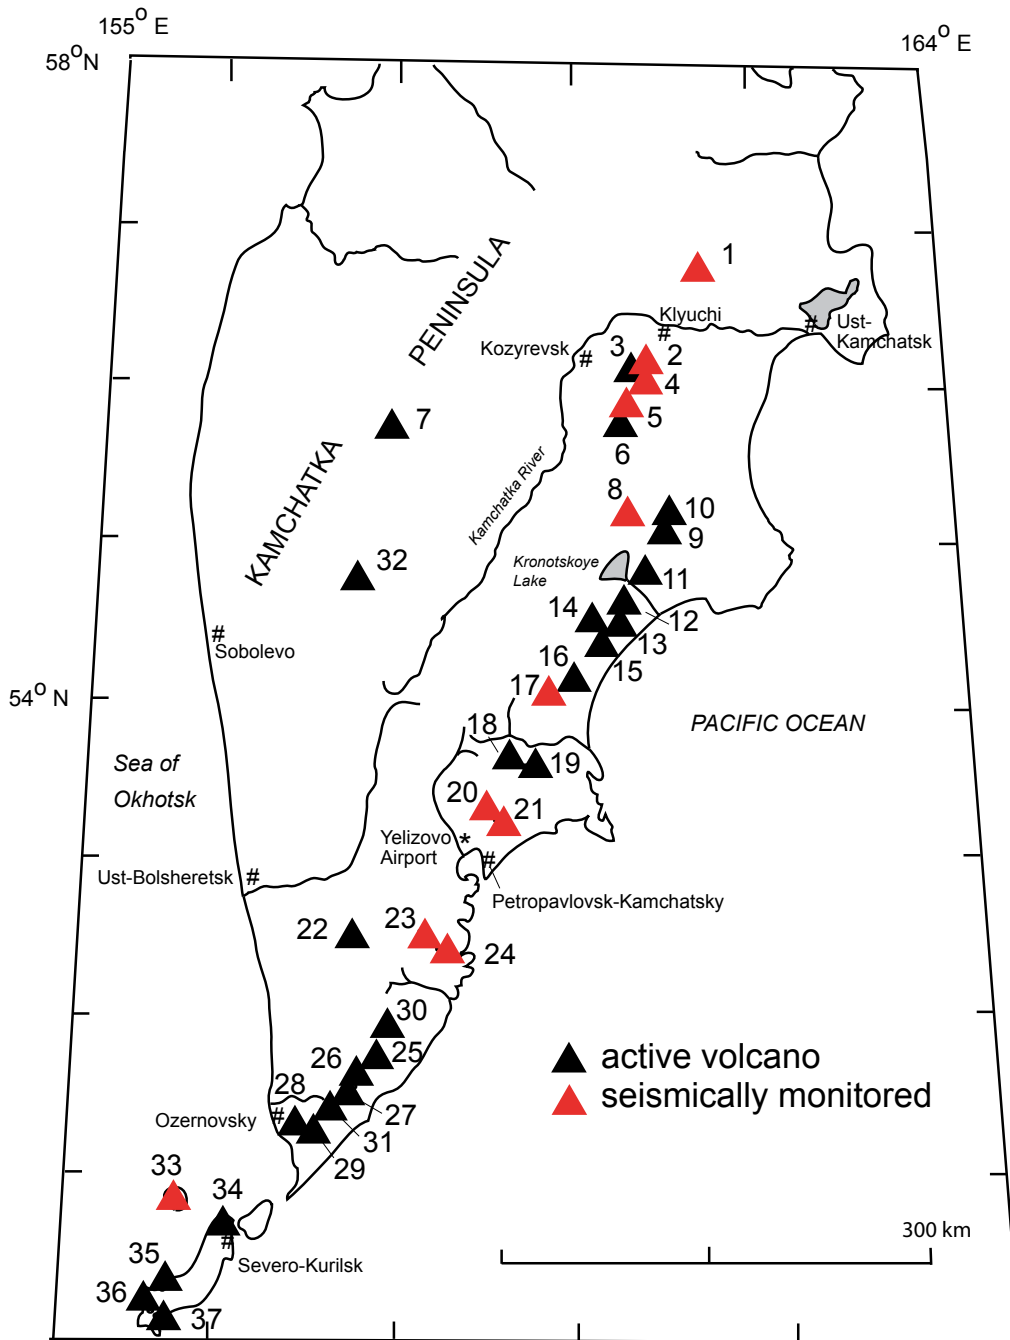 155° E
164° E
58°N
1
PENINSULA
Klyuchi
#
Ust-
Kamchatsk
#
Kozyrevsk #
3
2
4
5
6
7
KAMCHATKA
Kamchatka River
8
10
9
Kronotskoye
Lake
11
32
14
12
13
15
#
Sobolevo
16
17
54° N
PACIFIC OCEAN
18
19
Sea of
Okhotsk
20
21
Yelizovo *
Airport
#
Ust-Bolsheretsk #
Petropavlovsk-Kamchatsky
22
23
24
30
active volcano
seismically monitored
26
25
28
27
Ozernovsky #
31
29
33
34
#
Severo-Kurilsk
300 km
35
36
37